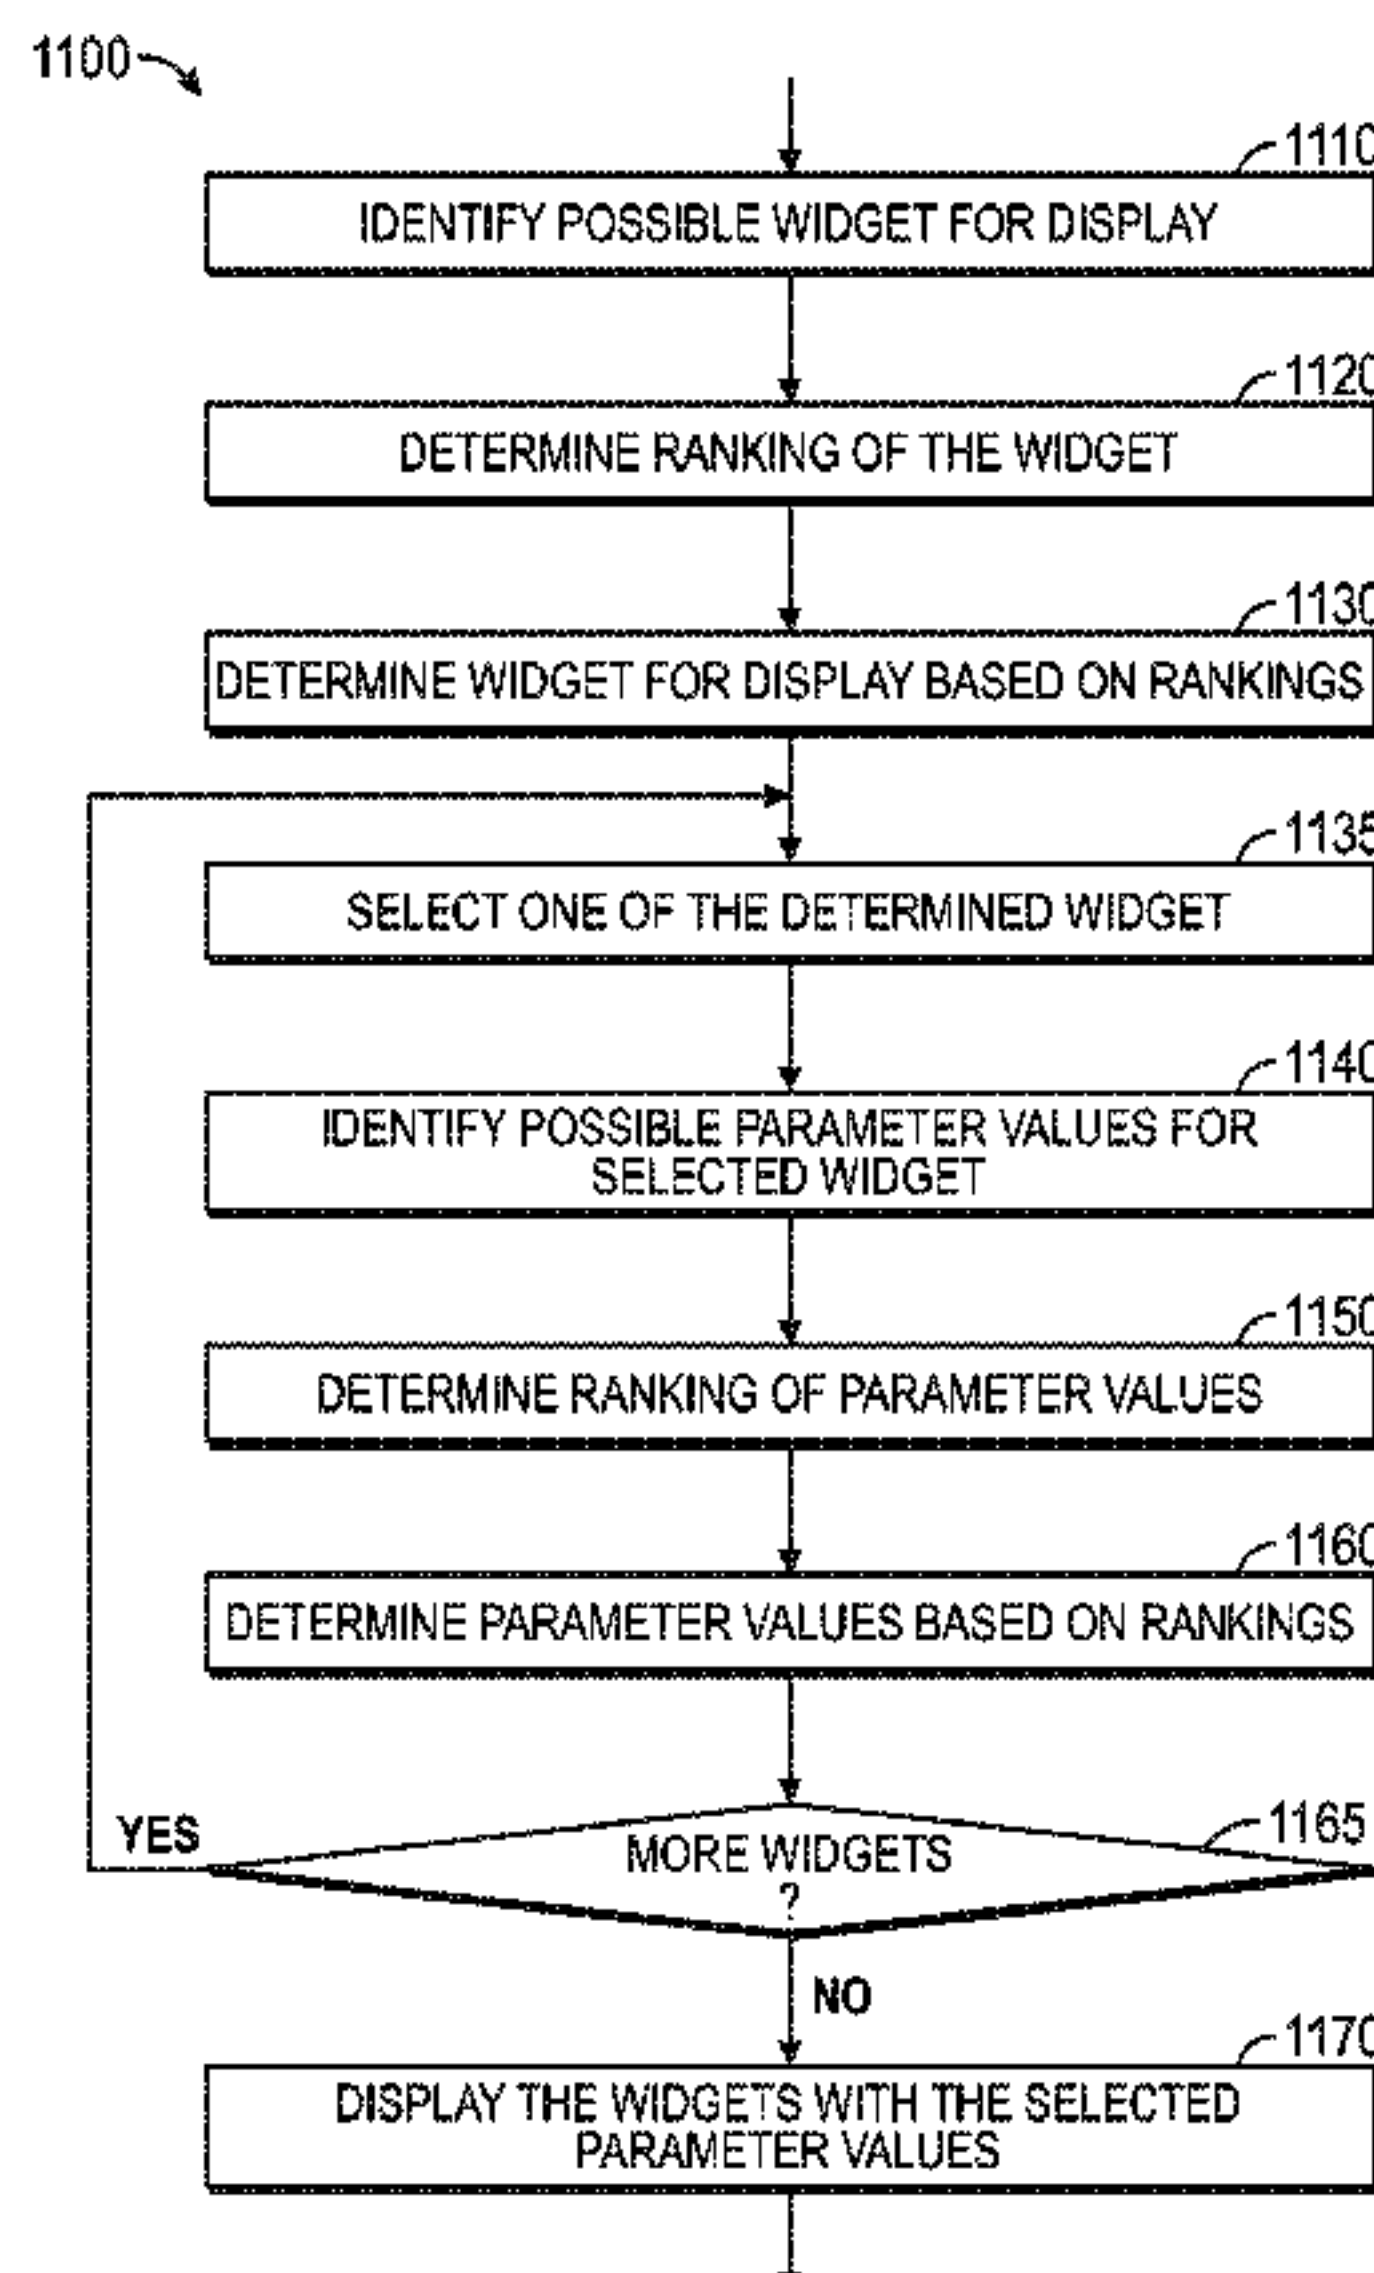 1100
1110
IDENTIFY POSSIBLE WIDGET FOR DISPLAY
1120
DETERMINE RANKING OF THE WIDGET
1130
DETERMINE WIDGET FOR DISPLAY BASED ON RANKINGS
1135
SELECT ONE OF THE DETERMINED WIDGET
1140
IDENTIFY POSSIBLE PARAMETER VALUES FOR
SELECTED WIDGET
1150
DETERMINE RANKING OF PARAMETER VALUES
1160
DETERMINE PARAMETER VALUES BASED ON RANKINGS
1165
YES
MORE WIDGETS
?
NO
1170
DISPLAY THE WIDGETS WITH THE SELECTED
PARAMETER VALUES